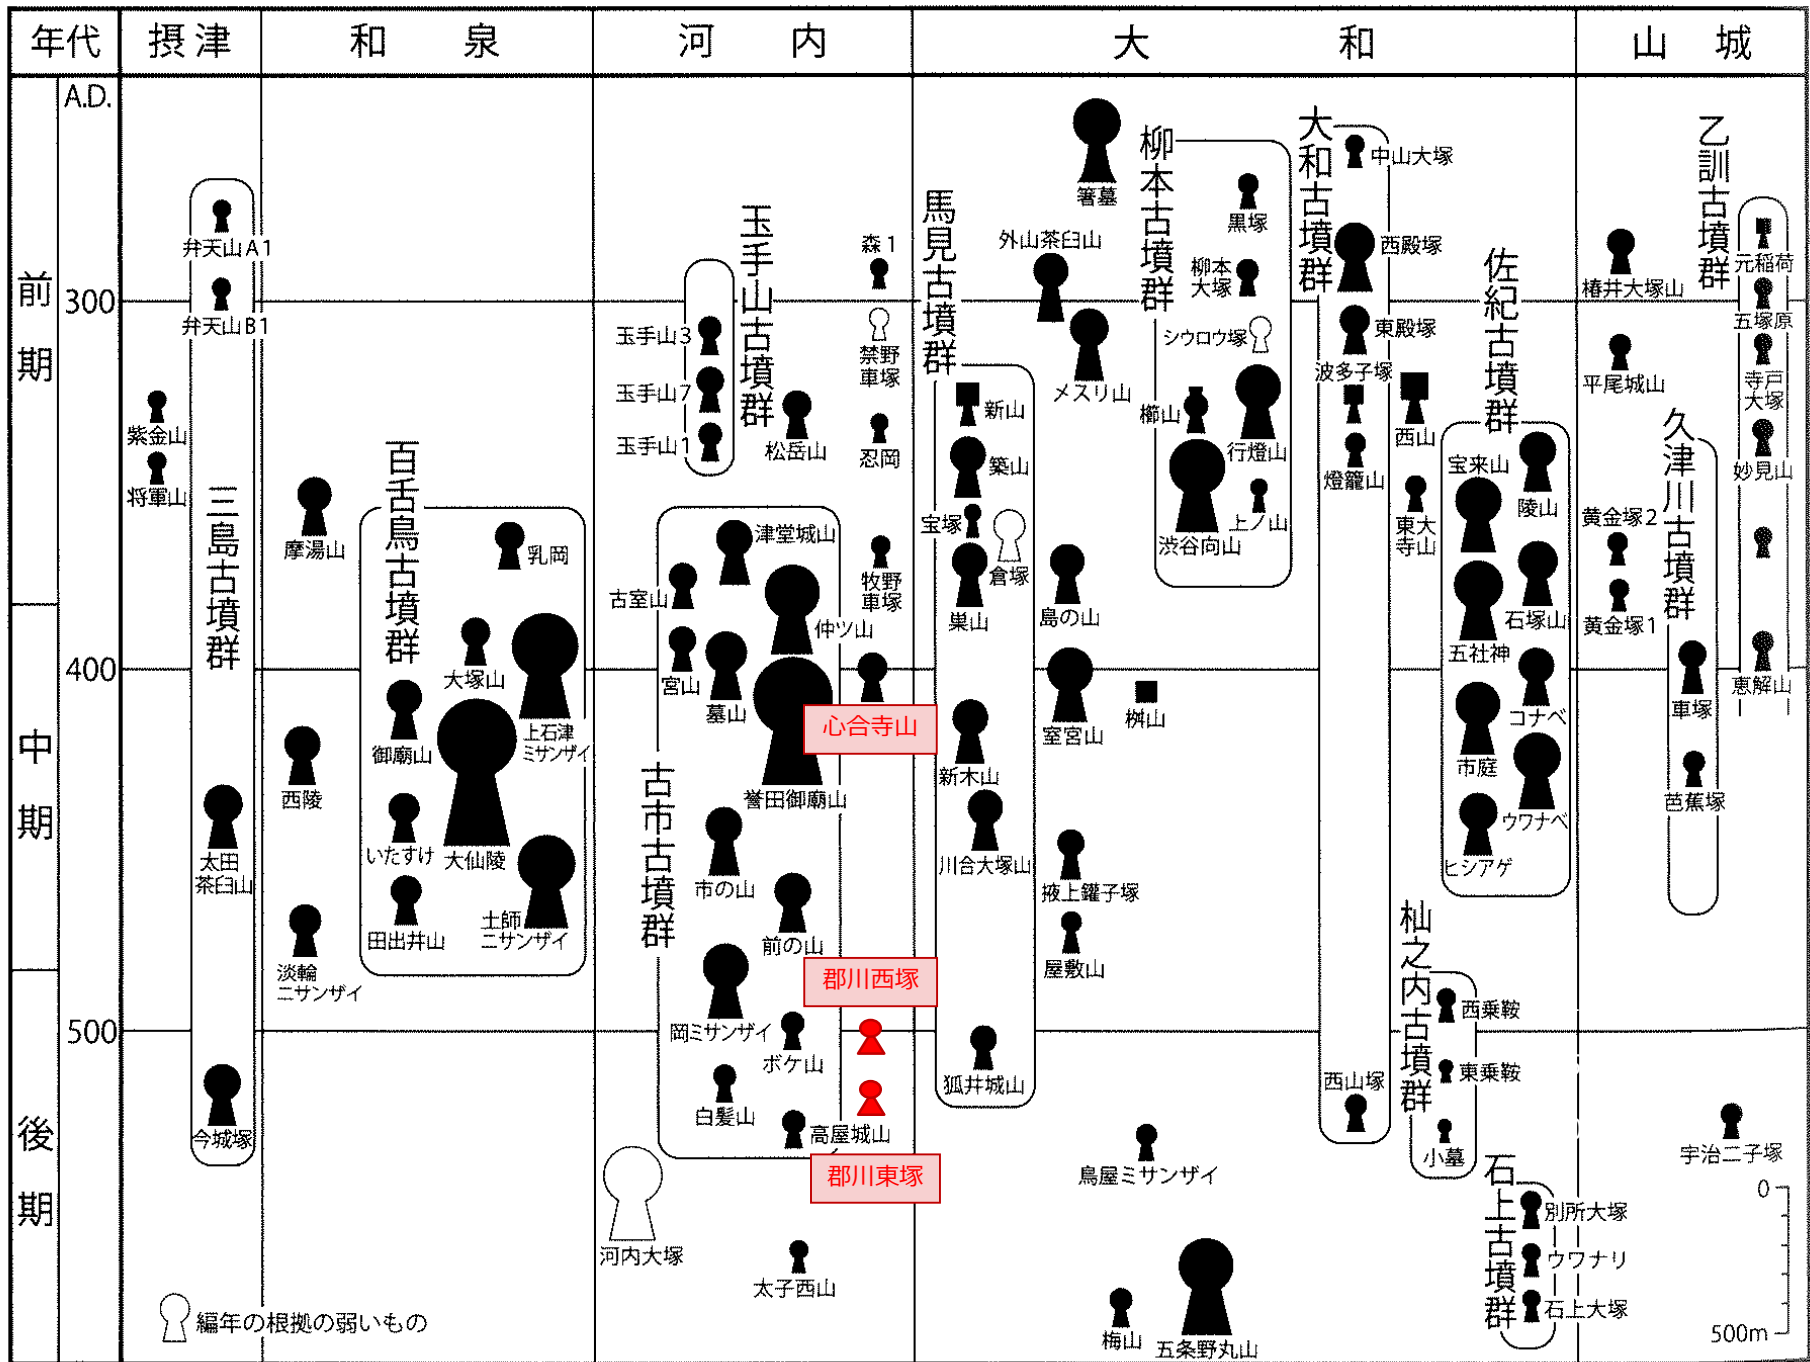 年代
摂津
和泉
河内
大和
山城
A.D.
300
400
500
前期
中期
後期
弁天山A1
弁天山B1
紫金山
将軍山
三島古墳群
太田
茶臼山
今城塚
編年の根拠の弱いもの
摩湯山
西陵
淡輪
ニサンザイ
百舌鳥古墳群
乳岡
大塚山
上石津
ミサンザイ
御廟山
いたすけ
大仙陵
田出井山
土師
ニサンザイ
玉手山古墳群
玉手山3
玉手山7
玉手山1
松岳山
森1
禁野
車塚
忍岡
牧野
車塚
津堂城山
古室山
仲ツ山
宮山
墓山
心合寺山
誉田御廟山
古市古墳群
市の山
前の山
郡川西塚
岡ミサンザイ
ボケ山
白髪山
高屋城山
郡川東塚
河内大塚
太子西山
馬見古墳群
新山
築山
宝塚
倉塚
巣山
新木山
川合大塚山
狐井城山
箸墓
外山茶臼山
メスリ山
島の山
室宮山
桝山
掖上鑵子塚
屋敷山
鳥屋ミサンザイ
梅山
五条野丸山
柳本古墳群
黒塚
柳本
大塚
シウロウ塚
櫛山
行燈山
渋谷向山
上ノ山
大和古墳群
中山大塚
西殿塚
東殿塚
波多子塚
燈籠山
西山塚
西山
東大
寺山
佐紀古墳群
宝来山
陵山
五社神
石塚山
コナベ
市庭
ウワナベ
ヒシアゲ
杣之内古墳群
西乗鞍
東乗鞍
小墓
石上古墳群
別所大塚
ウワナリ
石上大塚
椿井大塚山
平尾城山
黄金塚2
黄金塚1
久津川古墳群
車塚
芭蕉塚
乙訓古墳群
元稲荷
五塚原
寺戸
大塚
妙見山
恵解山
宇治二子塚
0
500m